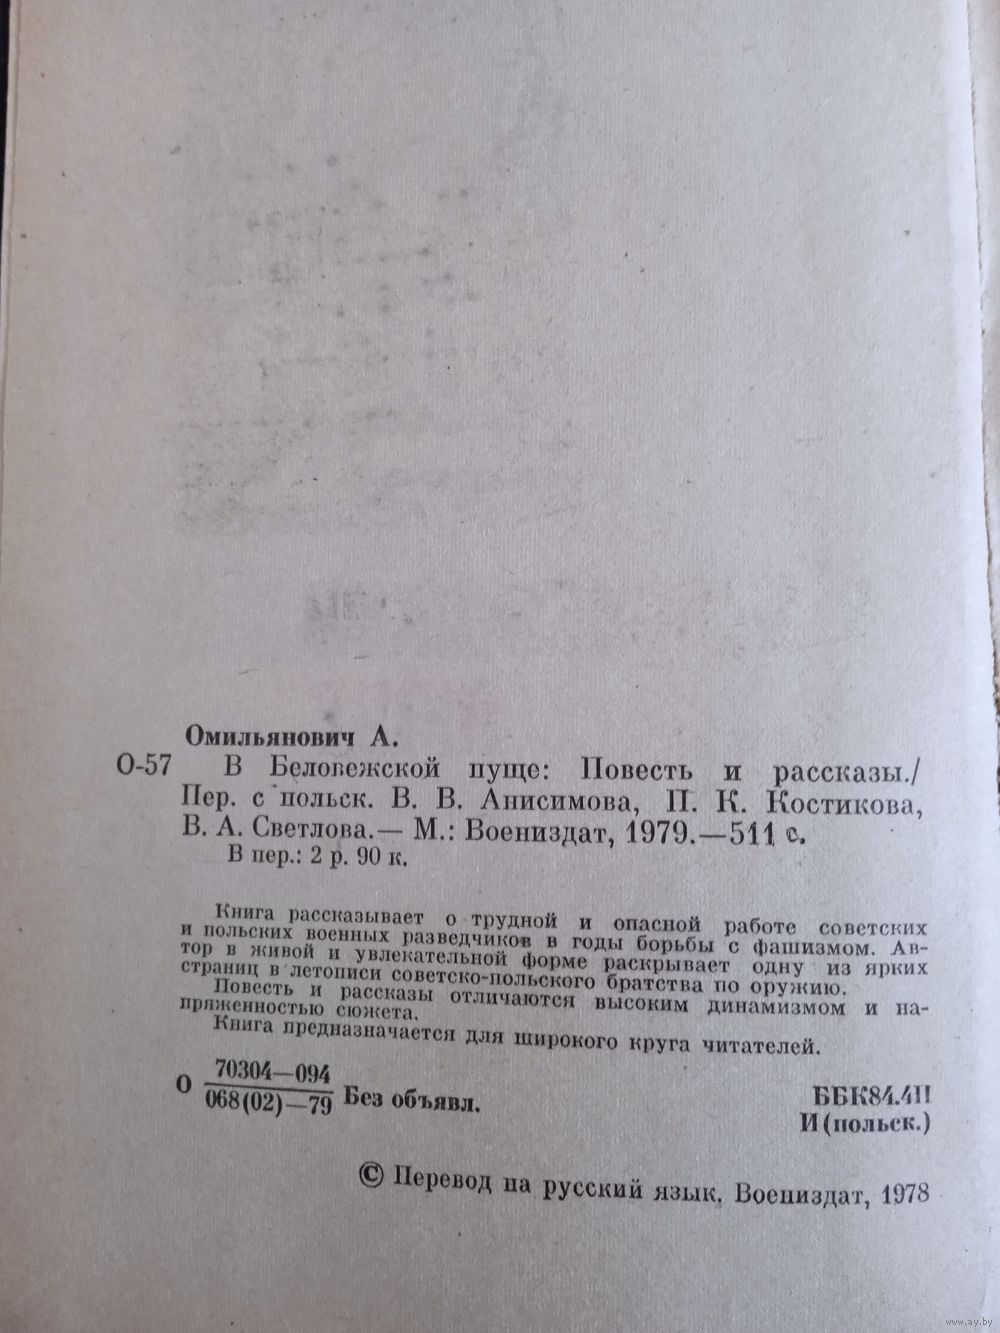 Омильянович А.
О-57 В Беловежской пуще: Повесть и рассказы./
Пер. с польск. В. В. Анисимова, П. К. Костикова,
В. А. Светлова.— М.: Воениздат, 1979.—511 с.
В пер.: 2 р. 90 к.
Книга рассказывает о трудной и опасной работе советских
и польских военных разведчиков в годы борьбы с фашизмом. Ав-
тор в живой и увлекательной форме раскрывает одну из ярких
страниц в летописи советско-польского братства по оружию.
Повесть и рассказы отличаются высоким динамизмом и на-
пряженностью сюжета.
Книга предназначается для широкого круга читателей.
О 70304—094
068(02)—79 Без объявл.
ББК84.4П
И(польск.)
© Перевод на русский язык, Воениздат, 1978
www.ay.by